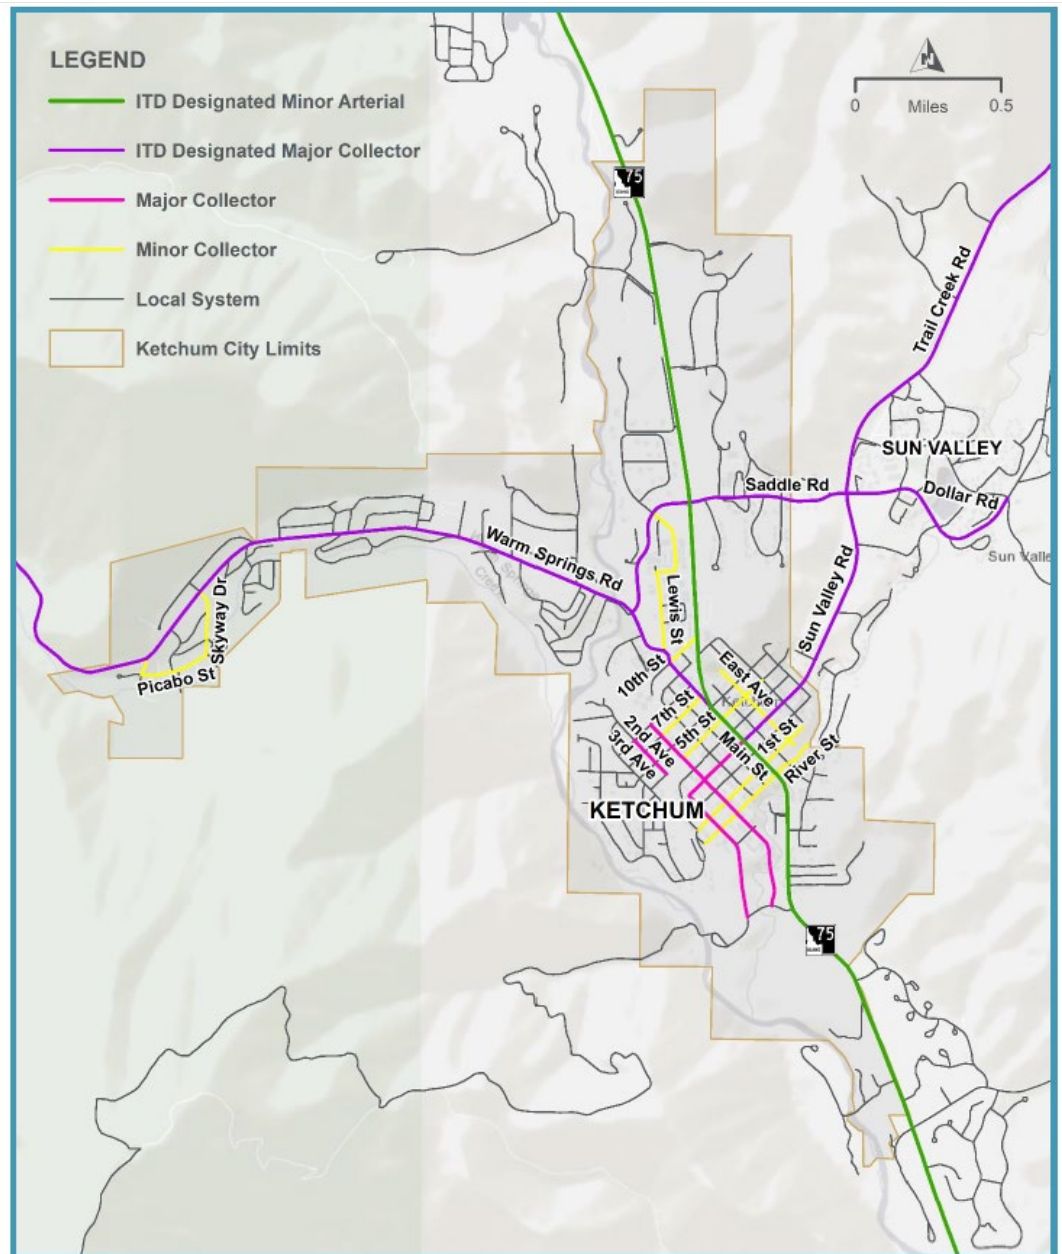 LEGEND
ITD Designated Minor Arterial
ITD Designated Major Collector
Major Collector
Minor Collector
Local System
Ketchum City Limits
N
0 Miles 0.5
75
Trail Creek Rd
SUN VALLEY
Saddle Rd
Dollar Rd
Warm Springs Rd
Sun Valle
Lewis St
Sun Valley Rd
Skyway Dr
Picabo St
10th St
East Ave
7th St
2nd Ave
5th St
3rd Ave
Main St
1st St
River St
KETCHUM
75